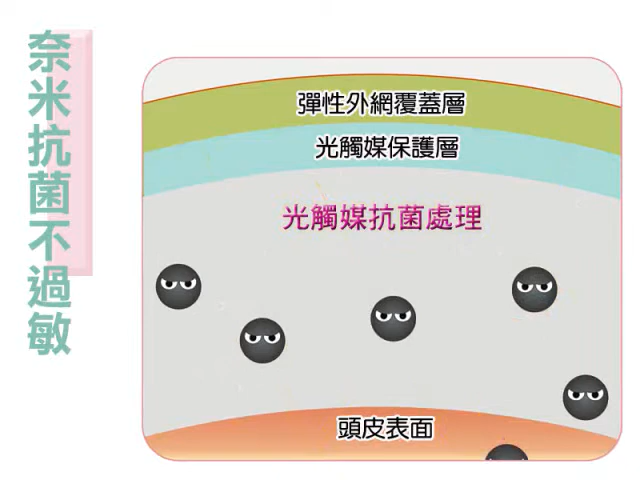 奈米抗菌不過敏
彈性外網覆蓋層
光觸媒保護層
光觸媒抗菌處理
頭皮表面